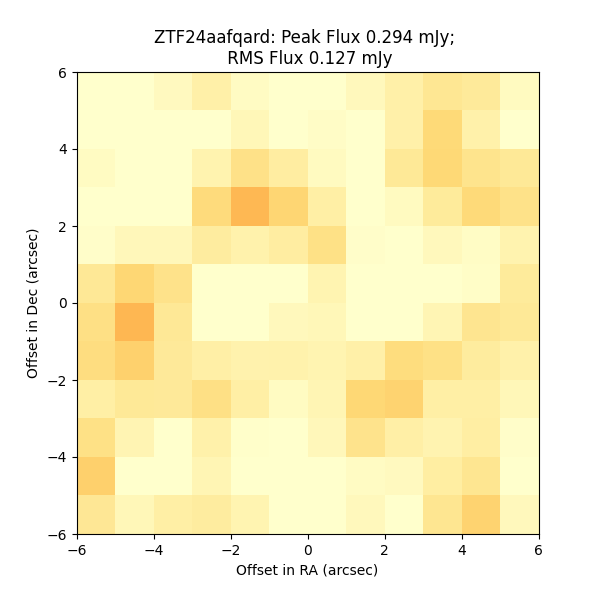 ZTF24aafqard: Peak Flux 0.294 mJy;
RMS Flux 0.127 mJy
6
4
2
0
−2
−4
−6
Offset in Dec (arcsec)
−6 −4 −2 0 2 4 6
Offset in RA (arcsec)